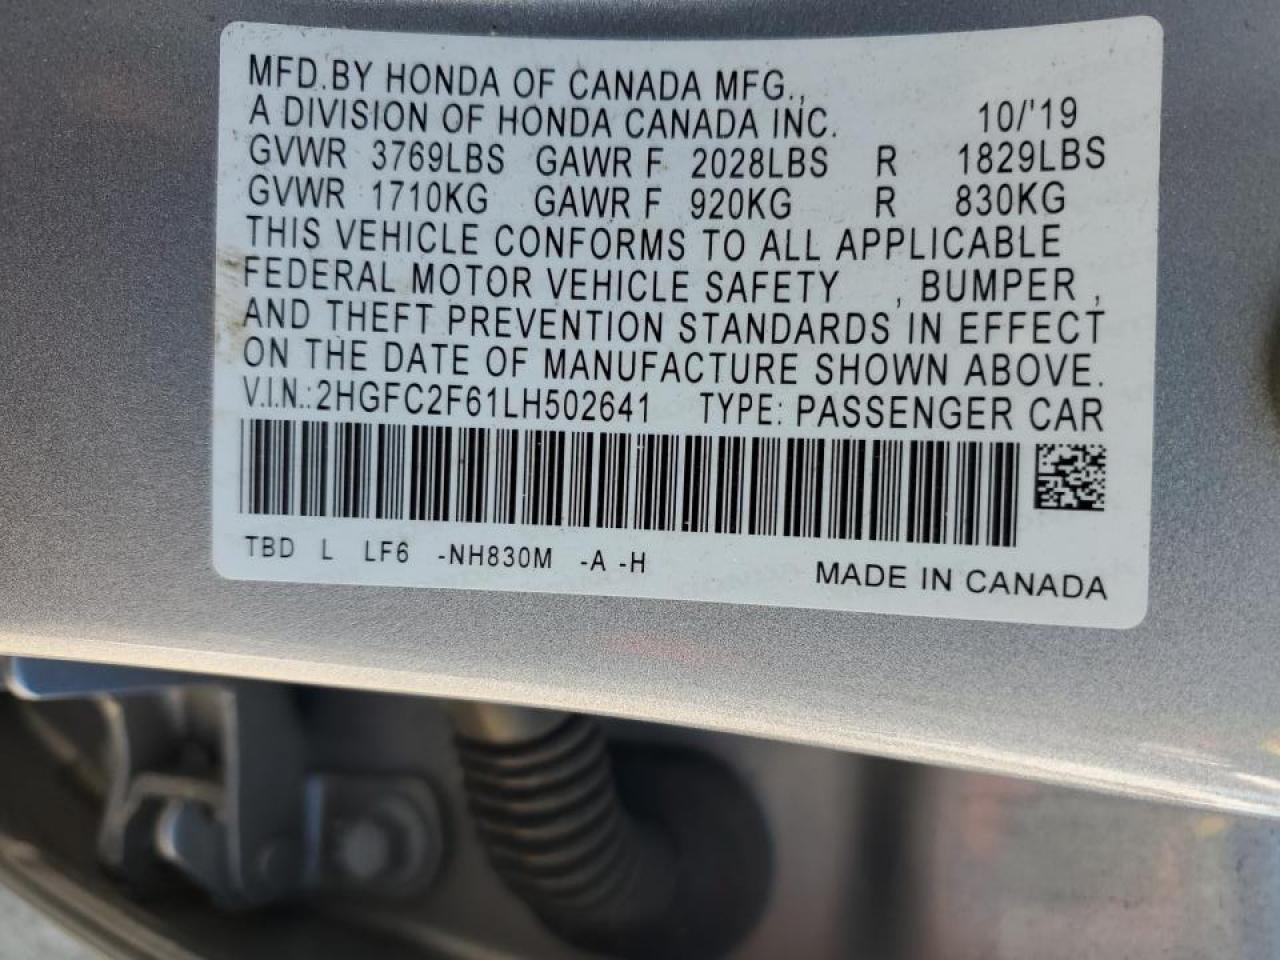 MFD.BY HONDA OF CANADA MFG.,
A DIVISION OF HONDA CANADA INC. 10/'19
GVWR 3769LBS GAWR F 2028LBS R 1829LBS
GVWR 1710KG GAWR F 920KG R 830KG
THIS VEHICLE CONFORMS TO ALL APPLICABLE
FEDERAL MOTOR VEHICLE SAFETY , BUMPER ,
AND THEFT PREVENTION STANDARDS IN EFFECT
ON THE DATE OF MANUFACTURE SHOWN ABOVE.
V.I.N.:2HGFC2F61LH502641 TYPE: PASSENGER CAR
TBD L LF6 -NH830M -A -H
MADE IN CANADA